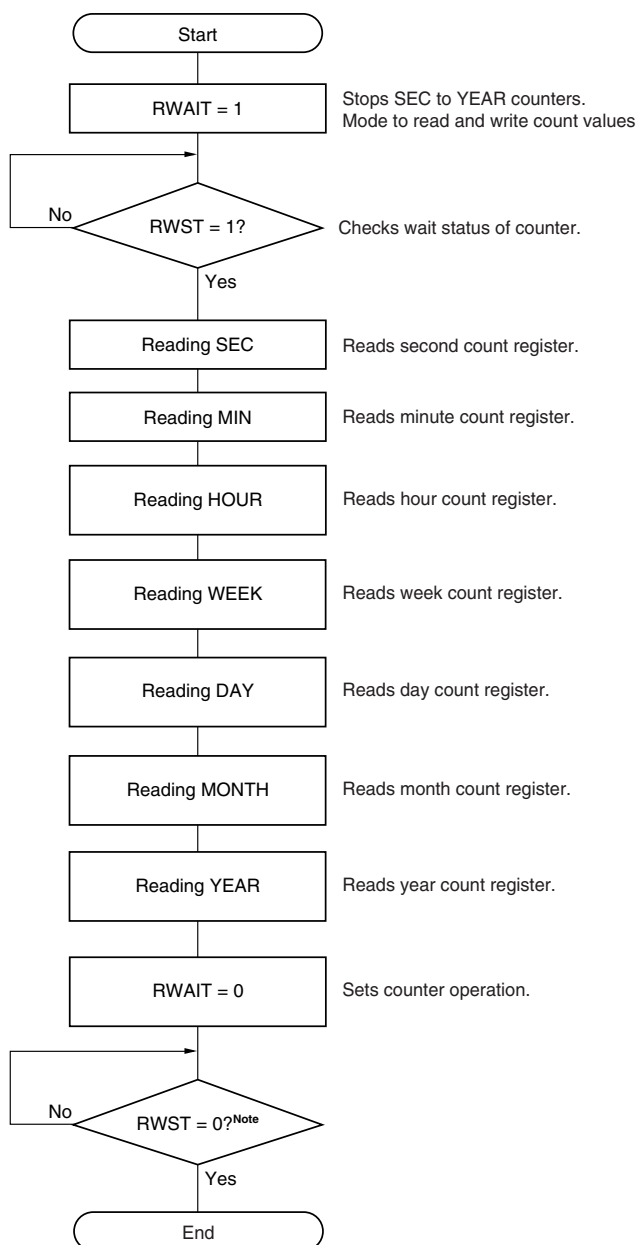 Start
RWAIT = 1
Stops SEC to YEAR counters.
Mode to read and write count values
No
RWST = 1?
Checks wait status of counter.
Yes
Reading SEC
Reads second count register.
Reading MIN
Reads minute count register.
Reading HOUR
Reads hour count register.
Reading WEEK
Reads week count register.
Reading DAY
Reads day count register.
Reading MONTH
Reads month count register.
Reading YEAR
Reads year count register.
RWAIT = 0
Sets counter operation.
No
RWST = 0?Note
Yes
End